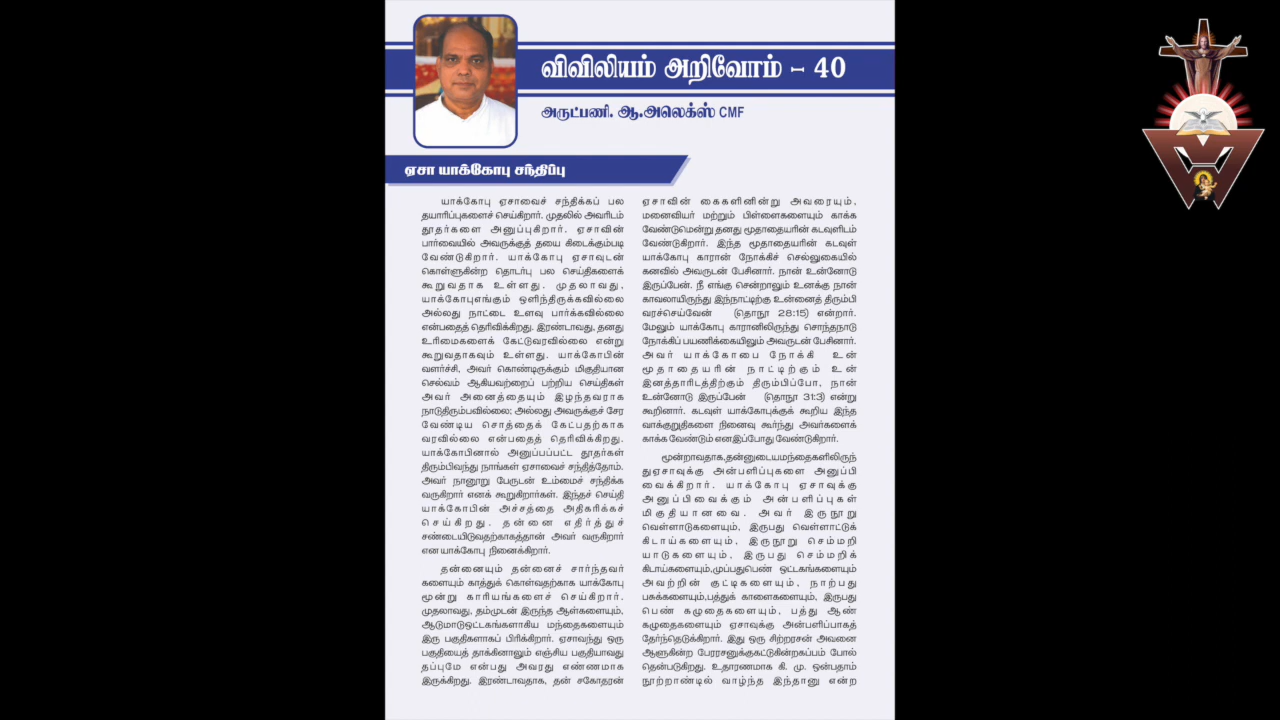 விவிலியம் அறிவோம் - 40
அருட்பணி. ஆ.அலெக்ஸ் CMF
ஏசா யாக்கோபு சந்திப்பு
யாக்கோபு ஏசாவைச் சந்திக்கப் பல
தயாரிப்புகளைச் செய்கிறார். முதலில் அவரிடம்
தூதர்களை அனுப்புகிறார். ஏசாவின்
பார்வையில் அவருக்குத் தயை கிடைக்கும்படி
வேண்டுகிறார். யாக்கோபு ஏசாவுடன்
கொள்ளுகின்ற தொடர்பு பல செய்திகளைக்
கூறுவதாக உள்ளது. முதலாவது,
யாக்கோபுஎங்கும் ஒளிந்திருக்கவில்லை
அல்லது நாட்டை உளவு பார்க்கவில்லை
என்பதைத் தெரிவிக்கிறது. இரண்டாவது, தனது
உரிமைகளைக் கேட்டுவரவில்லை என்று
கூறுவதாகவும் உள்ளது. யாக்கோபின்
வளர்ச்சி, அவர் கொண்டிருக்கும் மிகுதியான
செல்வம் ஆகியவற்றைப் பற்றிய செய்திகள்
அவர் அனைத்தையும் இழந்தவராக
நாடுதிரும்பவில்லை; அல்லது அவருக்குச் சேர
வேண்டிய சொத்தைக் கேட்பதற்காக
வரவில்லை என்பதைத் தெரிவிக்கிறது.
யாக்கோபினால் அனுப்பப்பட்ட தூதர்கள்
திரும்பிவந்து நாங்கள் ஏசாவைச் சந்தித்தோம்.
அவர் நானூறு பேருடன் உம்மைச் சந்திக்க
வருகிறார் எனக் கூறுகிறார்கள். இந்தச் செய்தி
யாக்கோபின் அச்சத்தை அதிகரிக்கச்
செய்கிறது. தன்னை எதிர்த்துச்
சண்டையிடுவதற்காகத்தான் அவர் வருகிறார்
என யாக்கோபு நினைக்கிறார்.
தன்னையும் தன்னைச் சார்ந்தவர்
களையும் காத்துக் கொள்வதற்காக யாக்கோபு
மூன்று காரியங்களைச் செய்கிறார்.
முதலாவது, தம்முடன் இருந்த ஆள்களையும்,
ஆடுமாடுஒட்டகங்களாகிய மந்தைகளையும்
இரு பகுதிகளாகப் பிரிக்கிறார். ஏசாவந்து ஒரு
பகுதியைத் தாக்கினாலும் எஞ்சிய பகுதியாவது
தப்புமே என்பது அவரது எண்ணமாக
இருக்கிறது. இரண்டாவதாக, தன் சகோதரன்
ஏசாவின் கைகளினின்று அவரையும்,
மனைவியர் மற்றும் பிள்ளைகளையும் காக்க
வேண்டுமென்று தனது மூதாதையரின் கடவுளிடம்
வேண்டுகிறார். இந்த மூதாதையரின் கடவுள்
யாக்கோபு காரான் நோக்கிச் செல்லுகையில்
கனவில் அவருடன் பேசினார். நான் உன்னோடு
இருப்பேன். நீ எங்கு சென்றாலும் உனக்கு நான்
காவலாயிருந்து இந்நாட்டிற்கு உன்னைத் திரும்பி
வரச்செய்வேன் (தொநூ 28:15) என்றார்.
மேலும் யாக்கோபு காரானிலிருந்து சொந்தநாடு
நோக்கிப் பயணிக்கையிலும் அவருடன் பேசினார்.
அவர் யாக்கோபை நோக்கி உன்
மூதாதையரின் நாட்டிற்கும் உன்
இனத்தாரிடத்திற்கும் திரும்பிப்போ, நான்
உன்னோடு இருப்பேன் (தொநூ 31:3) என்று
கூறினார். கடவுள் யாக்கோபுக்குக் கூறிய இந்த
வாக்குறுதிகளை நினைவு கூர்ந்து அவர்களைக்
காக்க வேண்டும் எனஇப்போது வேண்டுகிறார்.
மூன்றாவதாக,தன்னுடையமந்தைகளிலிருந்
துஏசாவுக்கு அன்பளிப்புகளை அனுப்பி
வைக்கிறார். யாக்கோபு ஏசாவுக்கு
அனுப்பிவைக்கும் அன்பளிப்புகள்
மிகுதியானவை. அவர் இருநூறு
வெள்ளாடுகளையும், இருபது வெள்ளாட்டுக்
கிடாய்களையும், இருநூறு செம்மறி
யாடுகளையும், இருபது செம்மறிக்
கிடாய்களையும்,முப்பதுபெண் ஒட்டகங்களையும்
அவற்றின் குட்டிகளையும், நாற்பது
பசுக்களையும்,பத்துக் காளைகளையும், இருபது
பெண் கழுதைகளையும், பத்து ஆண்
கழுதைகளையும் ஏசாவுக்கு அன்பளிப்பாகத்
தேர்ந்தெடுக்கிறார். இது ஒரு சிற்றரசன் அவனை
ஆளுகின்ற பேரரசனுக்குகட்டுகின்றகப்பம் போல்
தென்படுகிறது. உதாரணமாக கி. மு. ஒன்பதாம்
நூற்றாண்டில் வாழ்ந்த இந்தானு என்ற